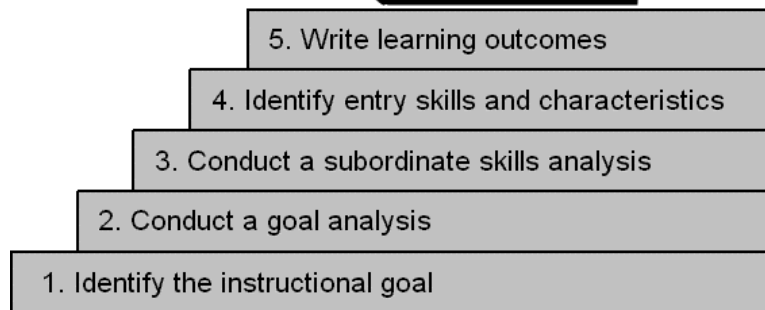 5. Write learning outcomes
4. Identify entry skills and characteristics
3. Conduct a subordinate skills analysis
2. Conduct a goal analysis
1. Identify the instructional goal